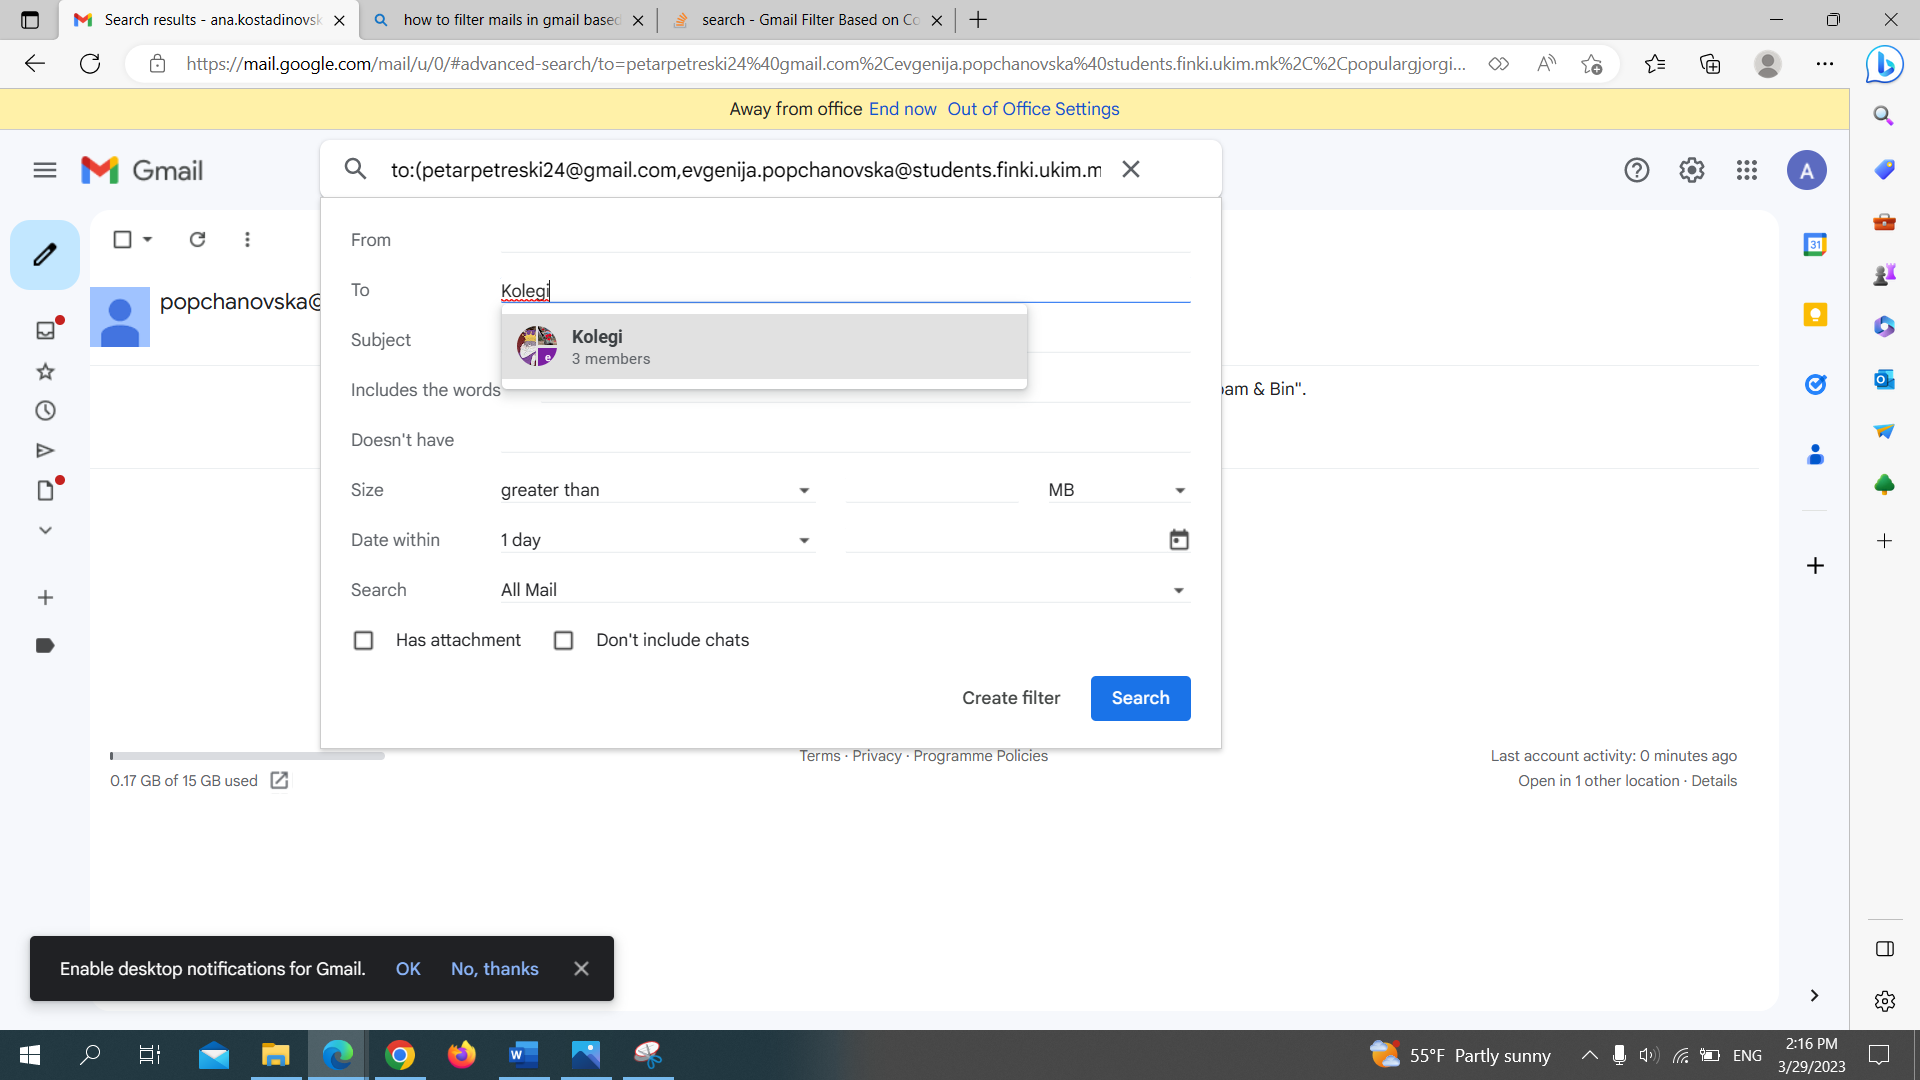 Search results - ana.kostadinovsk
how to filter mails in gmail based
search - Gmail Filter Based on Co
https://mail.google.com/mail/u/0/#advanced-search/to=petarpetreski24%40gmail.com%2Cevgenija.popchanovska%40students.finki.ukim.mk%2C%2Cpopulargjorgi...
Away from office End now Out of Office Settings
Gmail
to:(petarpetreski24@gmail.com,evgenija.popchanovska@students.finki.ukim.m
A
From
To Kolegi
popchanovska@
Kolegi
3 members
e
Subject
Includes the words
am & Bin".
Doesn't have
Size greater than MB
Date within 1 day
Search All Mail
Has attachment Don't include chats
Create filter Search
31
Terms · Privacy · Programme Policies
Last account activity: 0 minutes ago
0.17 GB of 15 GB used
Open in 1 other location · Details
Enable desktop notifications for Gmail. OK No, thanks
55°F Partly sunny
ENG
2:16 PM
3/29/2023